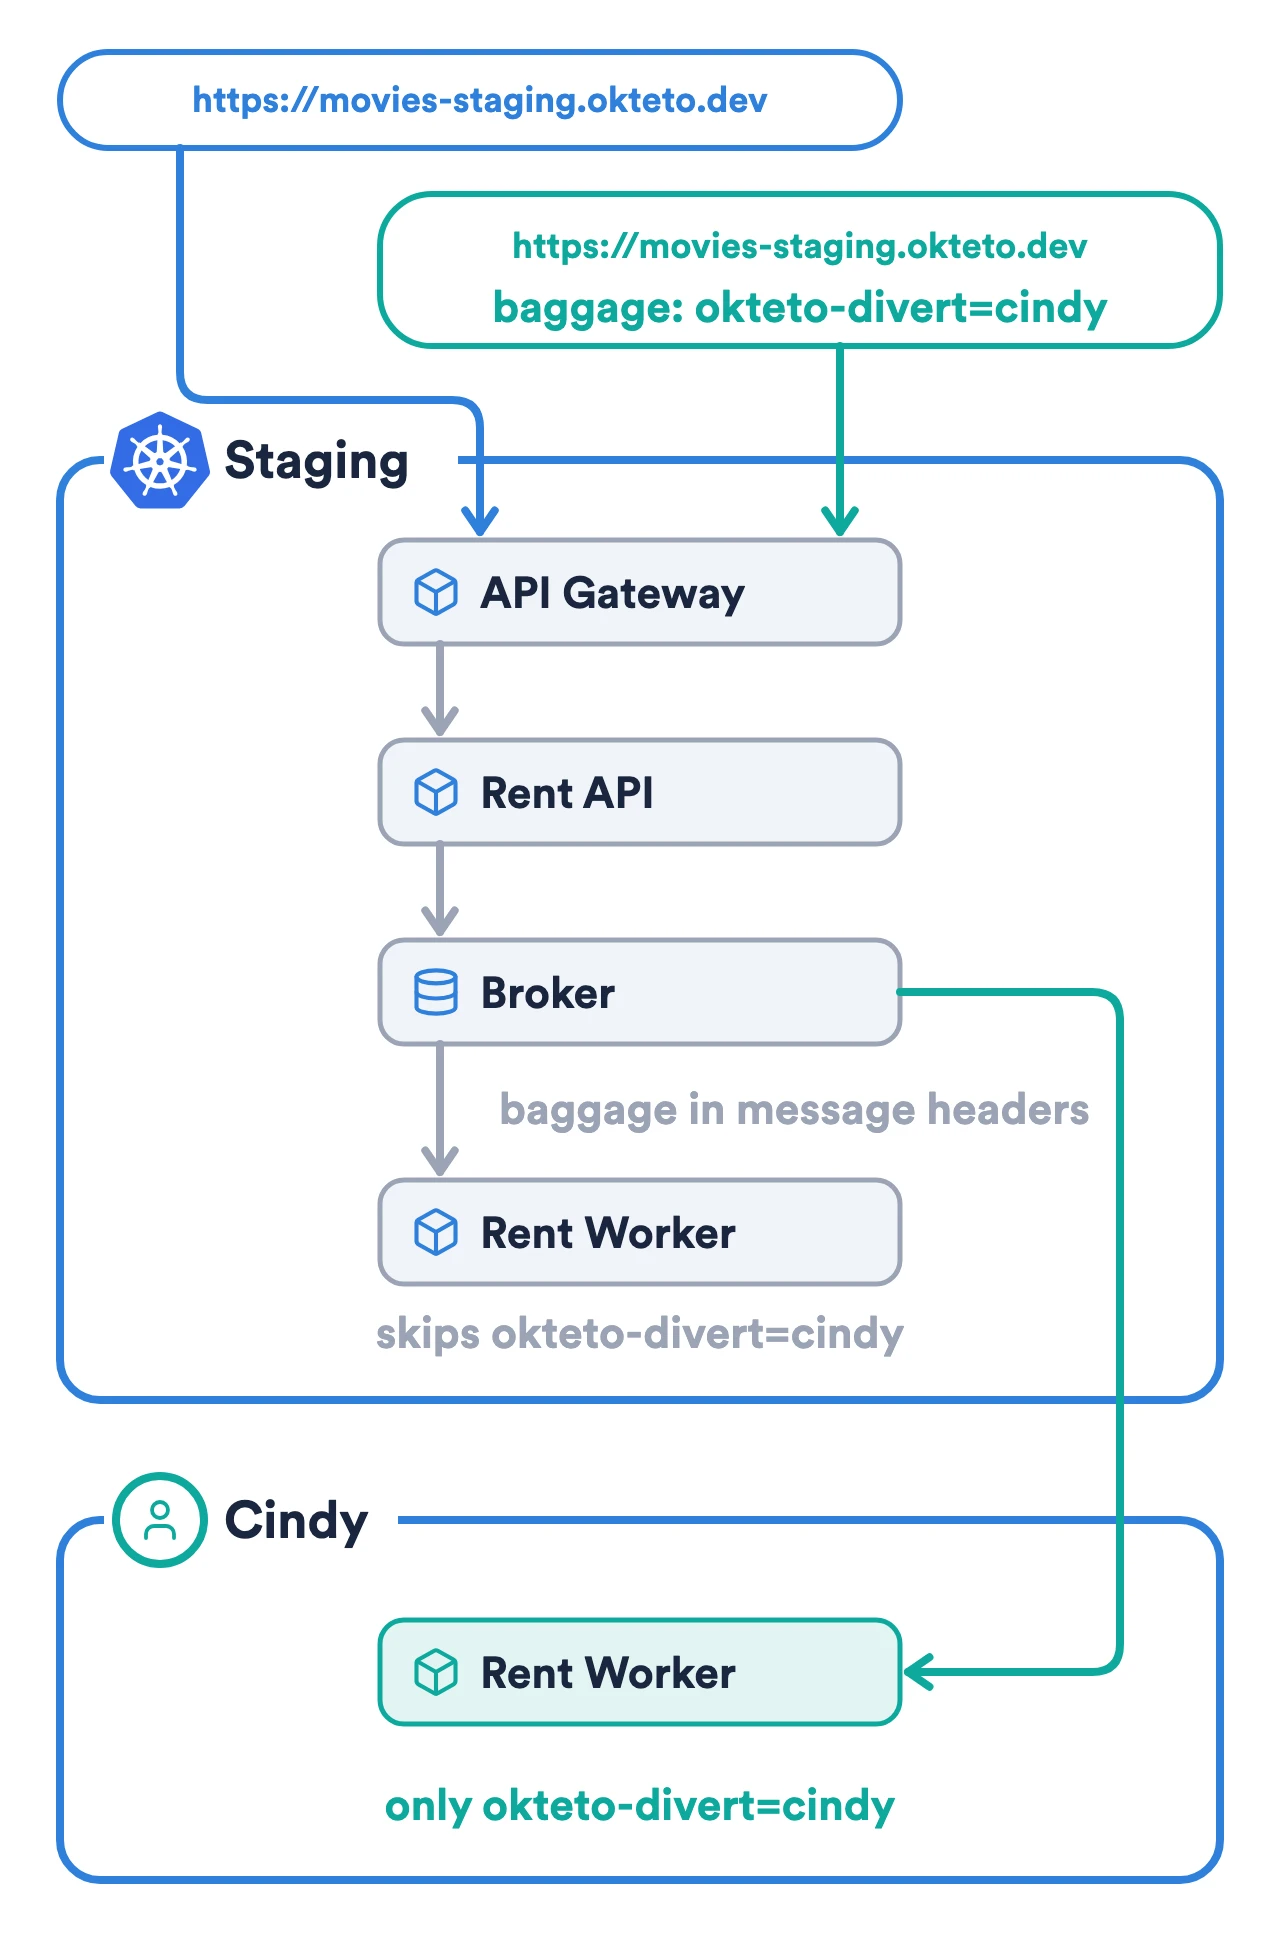 https://movies-staging.okteto.dev
https://movies-staging.okteto.dev
baggage: okteto-divert=cindy
Staging
API Gateway
Rent API
Broker
baggage in message headers
Rent Worker
skips okteto-divert=cindy
Cindy
Rent Worker
only okteto-divert=cindy